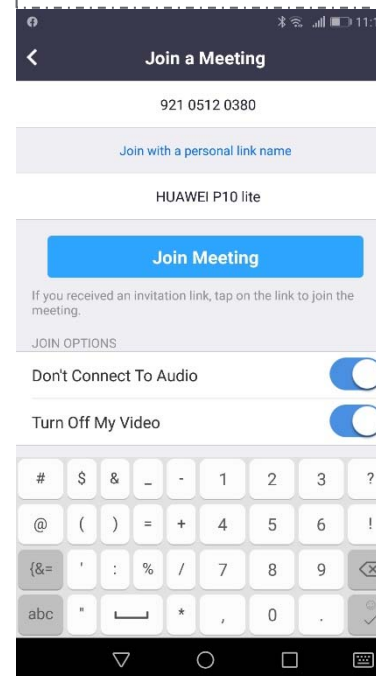 11:1
Join a Meeting
921 0512 0380
Join with a personal link name
HUAWEI P10 lite
Join Meeting
If you received an invitation link, tap on the link to join the
meeting.
JOIN OPTIONS
Don't Connect To Audio
Turn Off My Video
# $ & _ - 1 2 3 ?
@ ( ) = + 4 5 6 !
{&= ' : % / 7 8 9
abc " * , 0 .